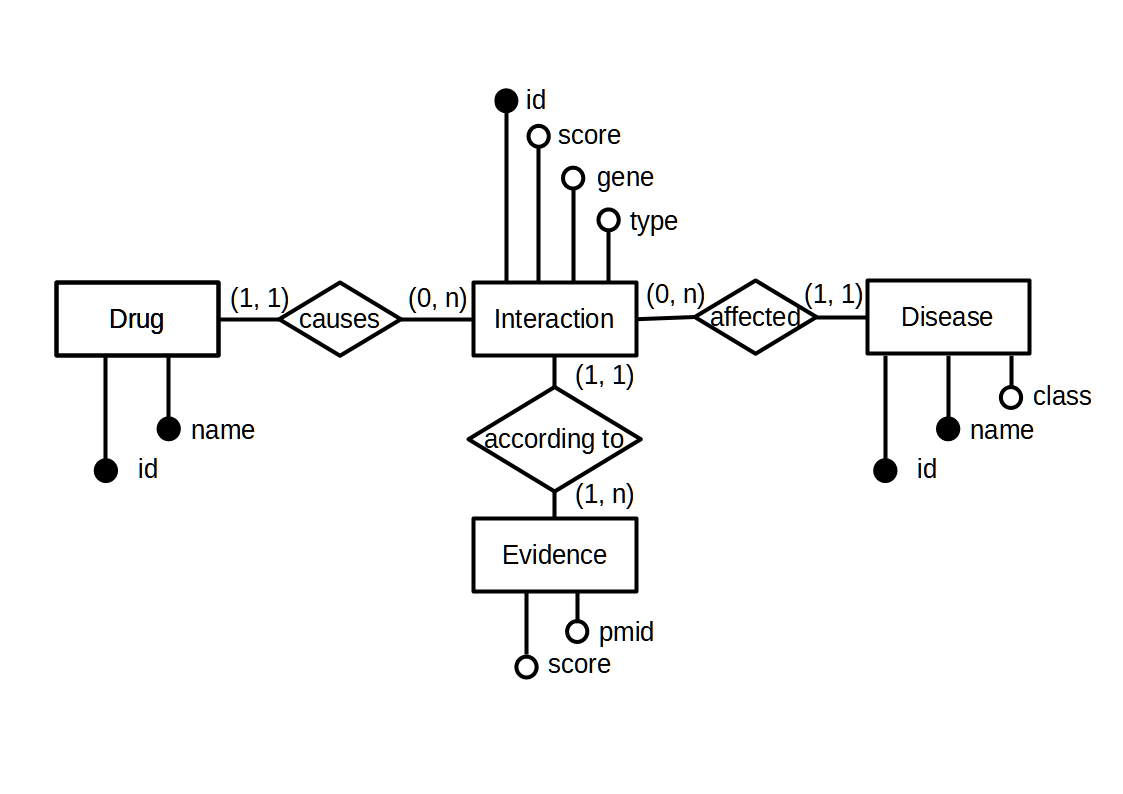 id
score
gene
type
Drug
(1, 1)
causes
(0, n)
Interaction
(0, n)
affected
(1, 1)
Disease
(1, 1)
class
name
name
id
id
according to
(1, n)
Evidence
pmid
score